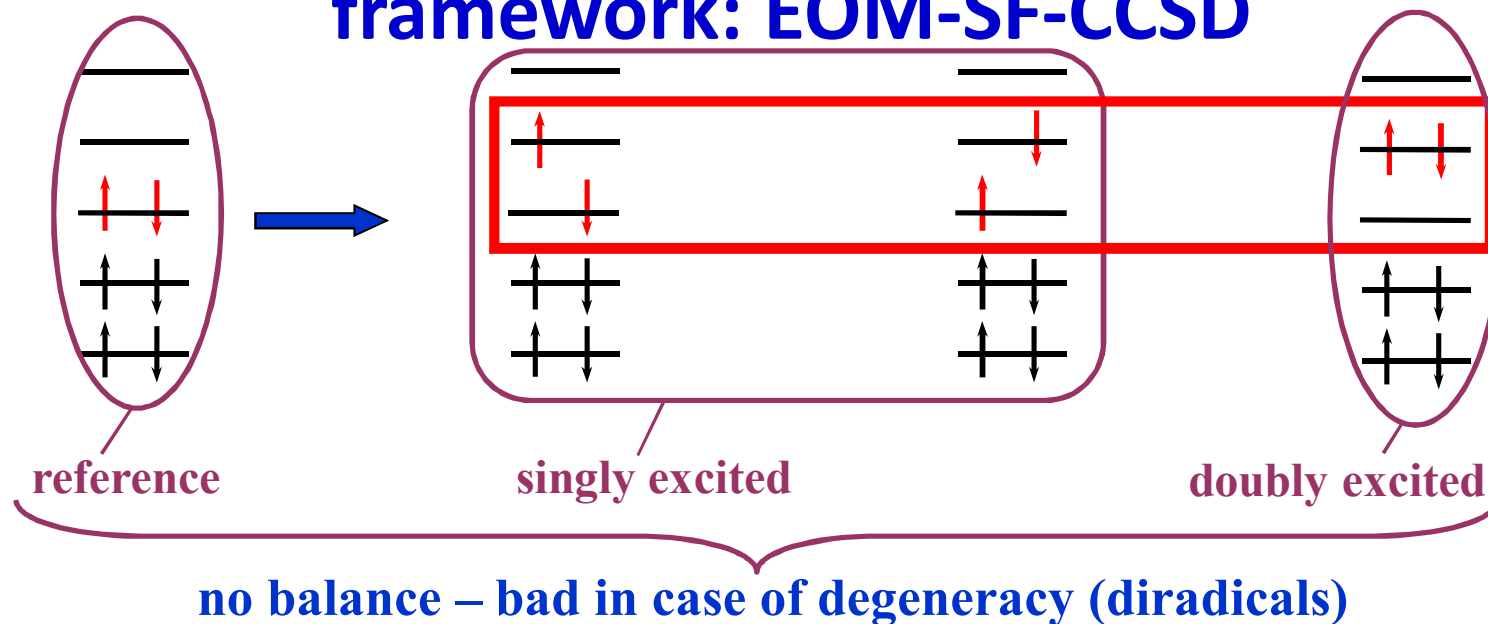 framework: EOM-SF-CCSD
reference
singly excited
doubly excited
no balance – bad in case of degeneracy (diradicals)